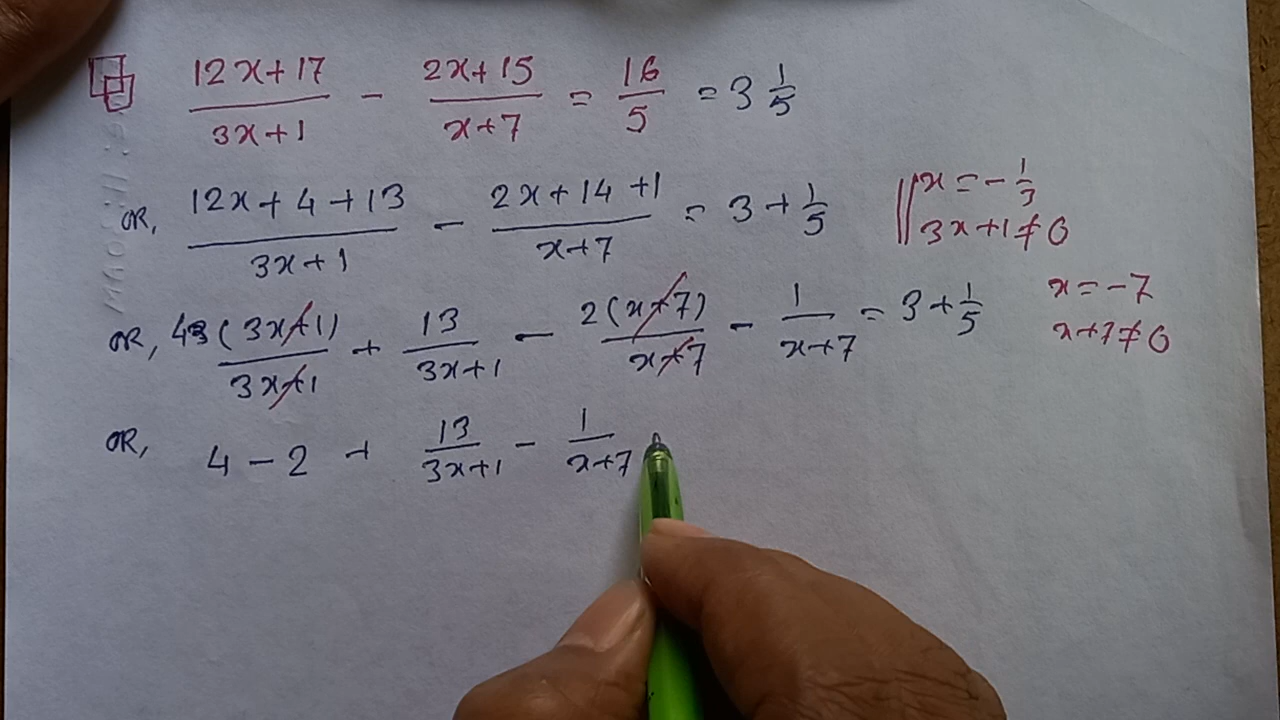 (12x+17)/(3x+1) - (2x+15)/(x+7) = 16/5 = 3 1/5
OR, (12x+4+13)/(3x+1) - (2x+14+1)/(x+7) = 3+1/5 || x=-1/3
3x+1≠0
OR, 4(3x+1)/(3x+1) + 13/(3x+1) - 2(x+7)/(x+7) - 1/(x+7) = 3+1/5 x=-7
x+7≠0
OR, 4-2 + 13/(3x+1) - 1/(x+7)